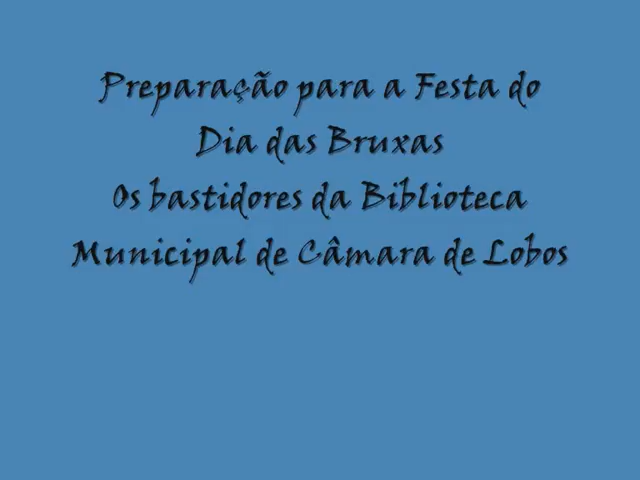 Preparação para a Festa do
Dia das Bruxas
Os bastidores da Biblioteca
Municipal de Câmara de Lobos